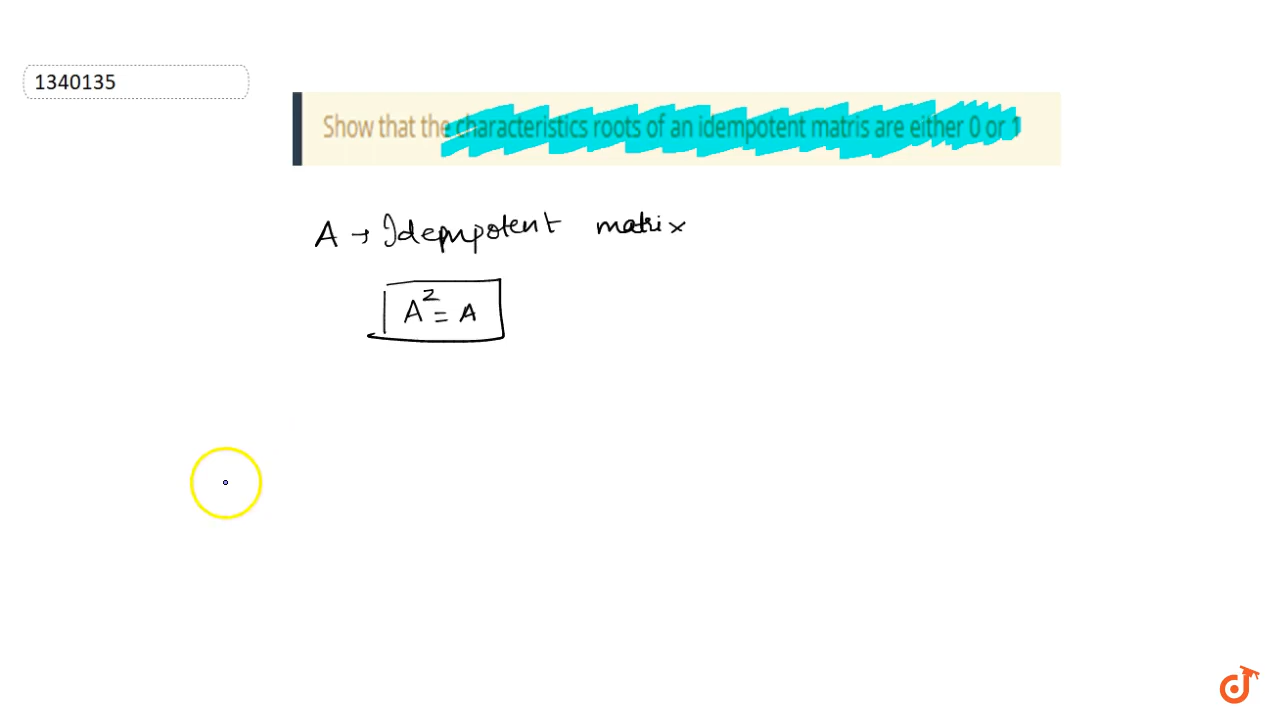 1340135
Show that the characteristics roots of an idempotent matris are either 0 or 1
A → Idempotent matrix
A² = A